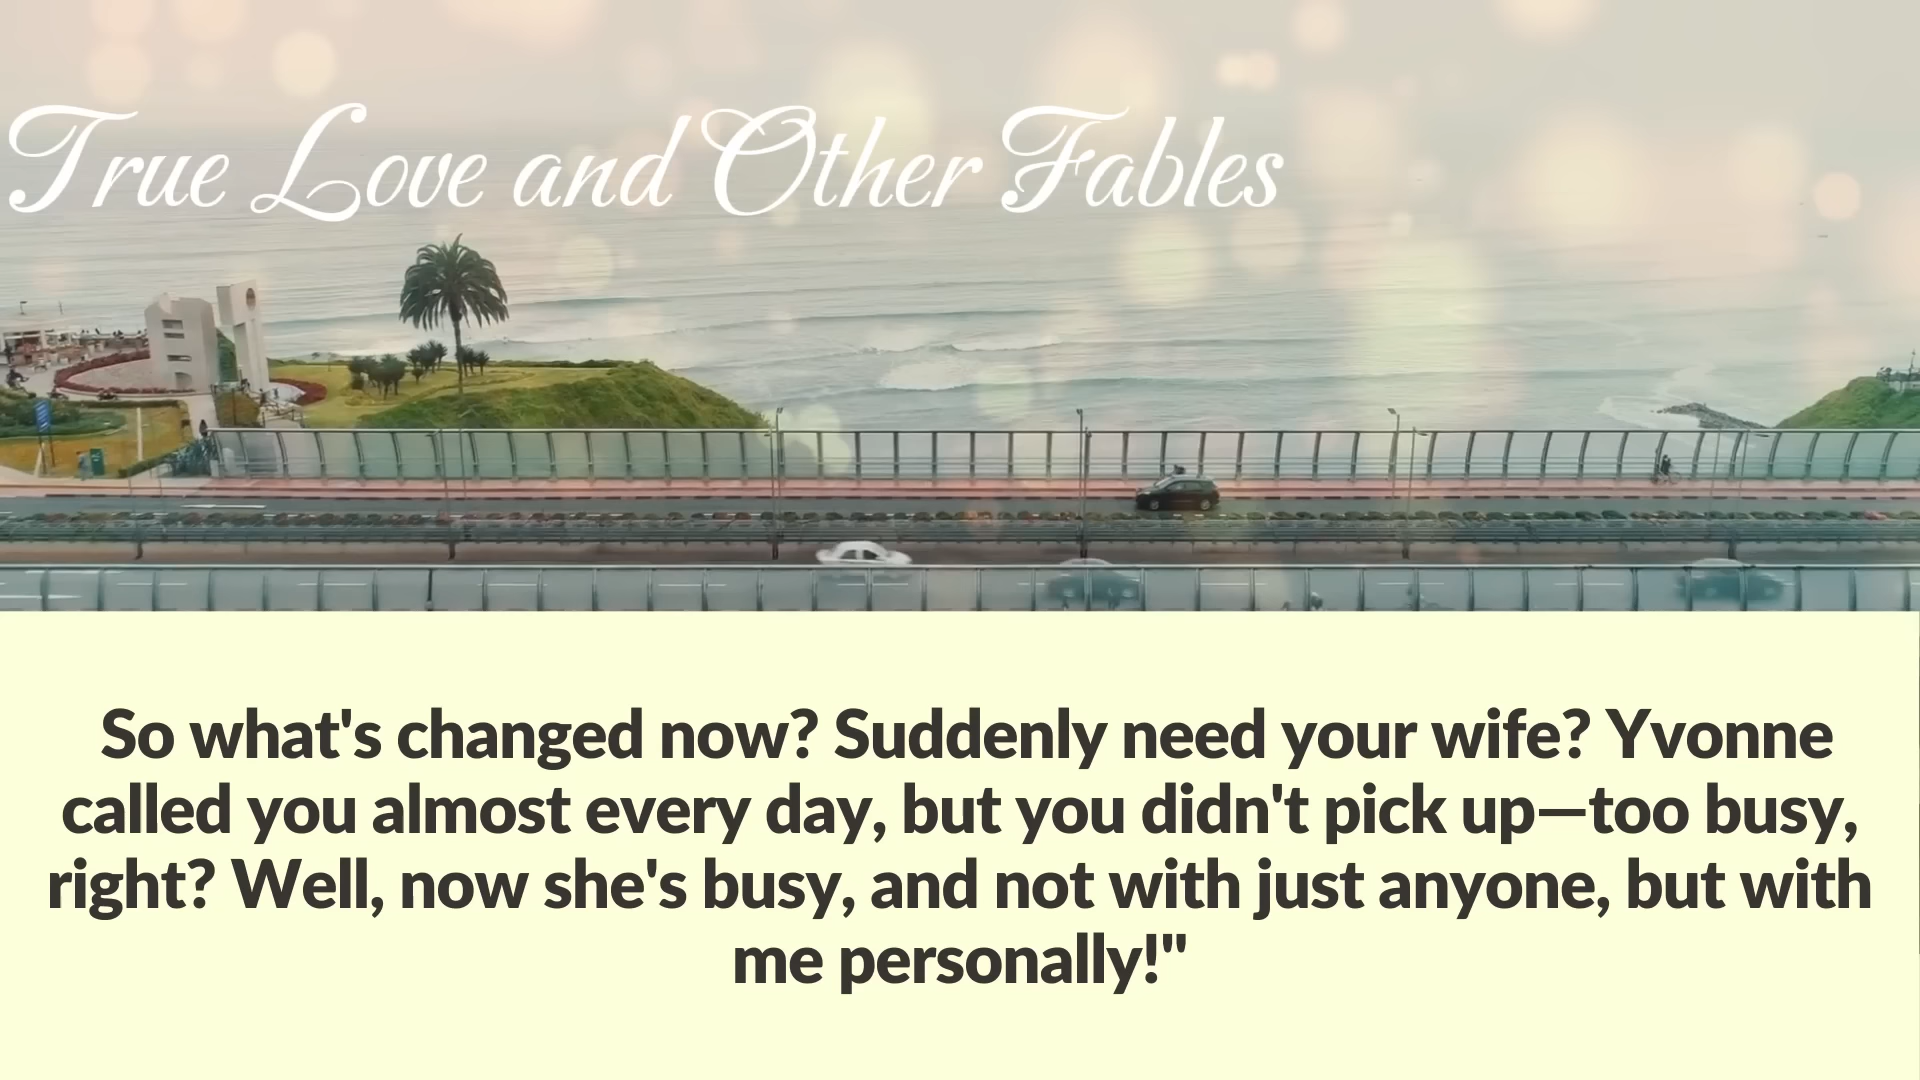 True Love and Other Fables
So what's changed now? Suddenly need your wife? Yvonne
called you almost every day, but you didn't pick up—too busy,
right? Well, now she's busy, and not with just anyone, but with
me personally!"